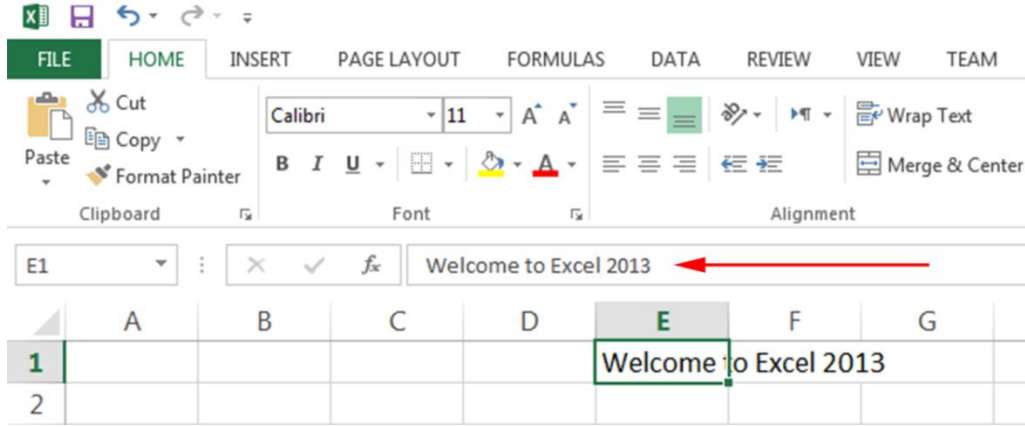 FILE HOME INSERT PAGE LAYOUT FORMULAS DATA REVIEW VIEW TEAM
Cut
Copy
Paste
Format Painter
Clipboard
Calibri 11 A A
B I U A
Font
Wrap Text
Merge & Center
Alignment
E1 fx Welcome to Excel 2013
A B C D E F G
1 Welcome to Excel 2013
2